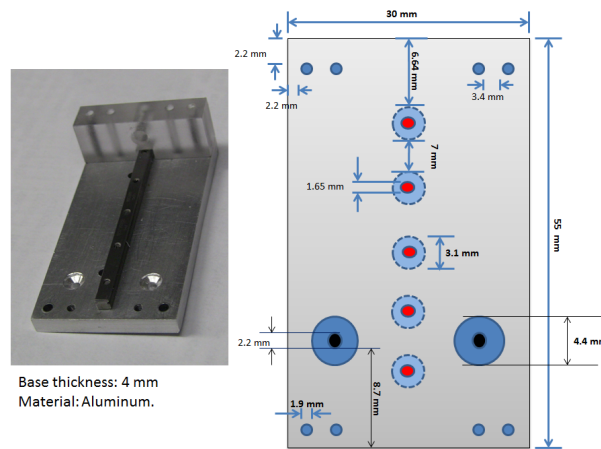 30 mm
2.2 mm
6.64 mm
2.2 mm
3.4 mm
7 mm
1.65 mm
55 mm
3.1 mm
2.2 mm
4.4 mm
8.7 mm
1.9 mm
Base thickness: 4 mm
Material: Aluminum.